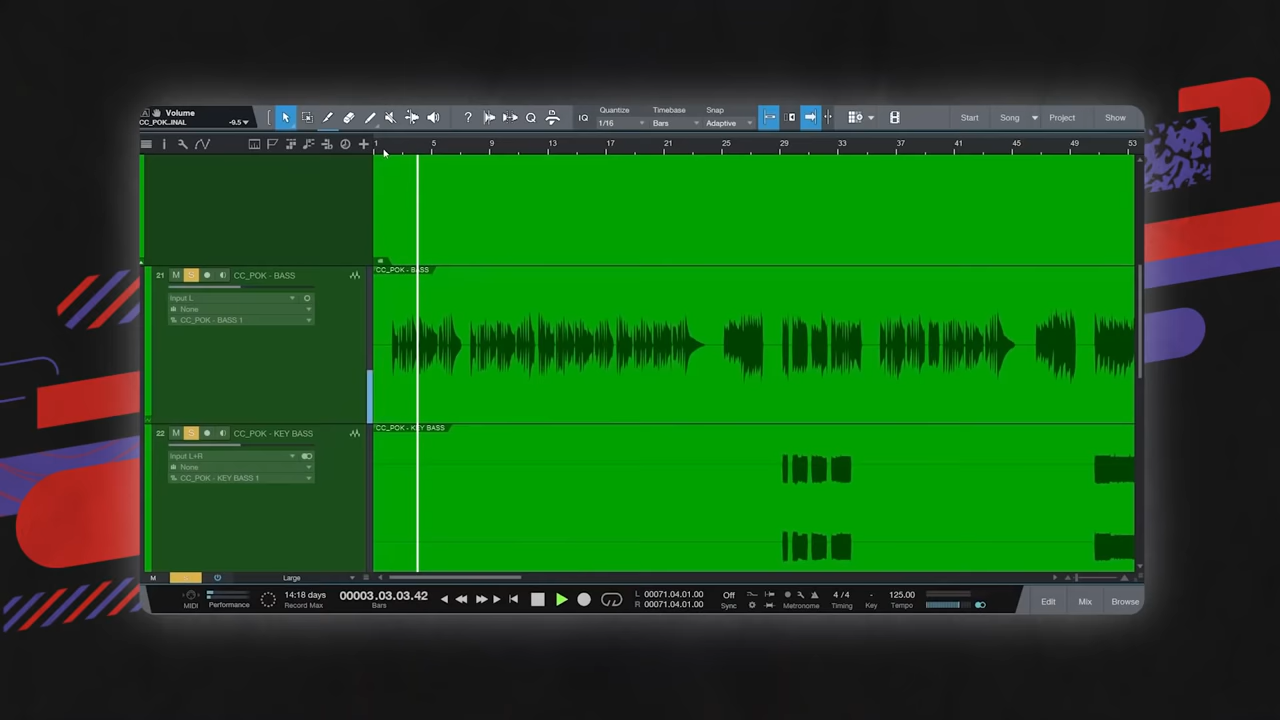 Volume
CC_POK...INAL -9.5
IQ
Quantize
1/16
Timebase
Bars
Snap
Adaptive
Start Song Project Show
1 5 9 13 17 21 25 29 33 37 41 45 49 53
21 M S CC_POK - BASS
Input L
None
CC_POK - BASS 1
CC_POK - BASS
22 M S CC_POK - KEY BASS
Input L+R
None
CC_POK - KEY BASS 1
CC_POK - KEY BASS
M Large
MIDI
Performance
14:18 days
Record Max
00003.03.03.42
Bars
L 00071.04.01.00
R 00071.04.01.00
Off
Sync
Metronome
4 / 4
Timing
-
Key
125.00
Tempo
Edit Mix Browse